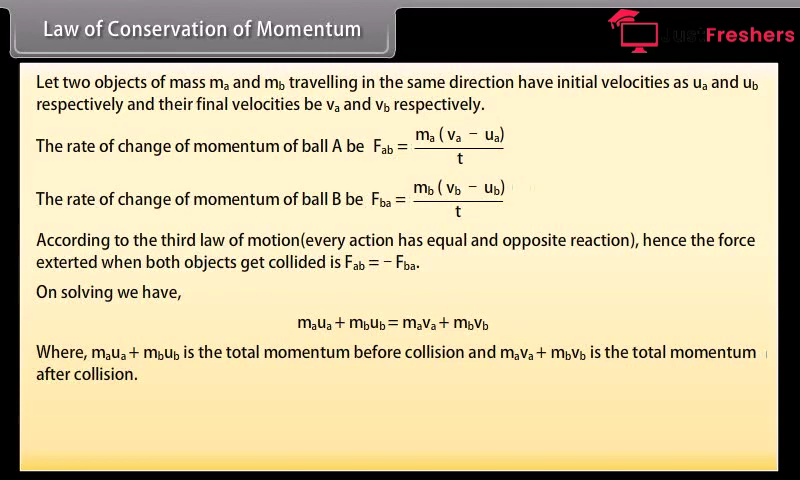 Law of Conservation of Momentum
Just Freshers
Let two objects of mass mₐ and m_b travelling in the same direction have initial velocities as uₐ and u_b
respectively and their final velocities be vₐ and v_b respectively.
The rate of change of momentum of ball A be F_ab = mₐ ( vₐ − uₐ) / t
The rate of change of momentum of ball B be F_ba = m_b ( v_b − u_b) / t
According to the third law of motion(every action has equal and opposite reaction), hence the force
exterted when both objects get collided is F_ab = − F_ba.
On solving we have,
mₐuₐ + m_bu_b = mₐvₐ + m_bv_b
Where, mₐuₐ + m_bu_b is the total momentum before collision and mₐvₐ + m_bv_b is the total momentum
after collision.